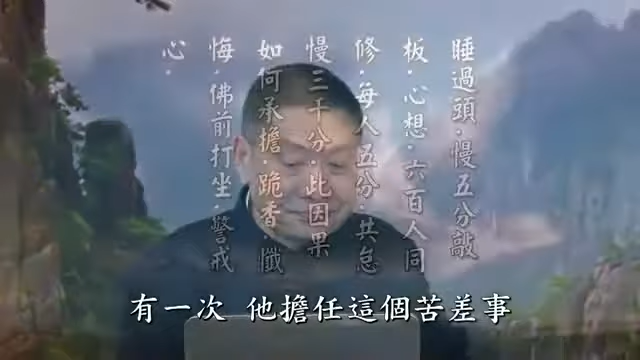 睡過頭·慢五分敲
板·心想·六百人同
修·每人五分·共怠
慢三千分·此因果
如何承擔·跪香·懺
悔·佛前打坐·警戒
心·
有一次 他擔任這個苦差事